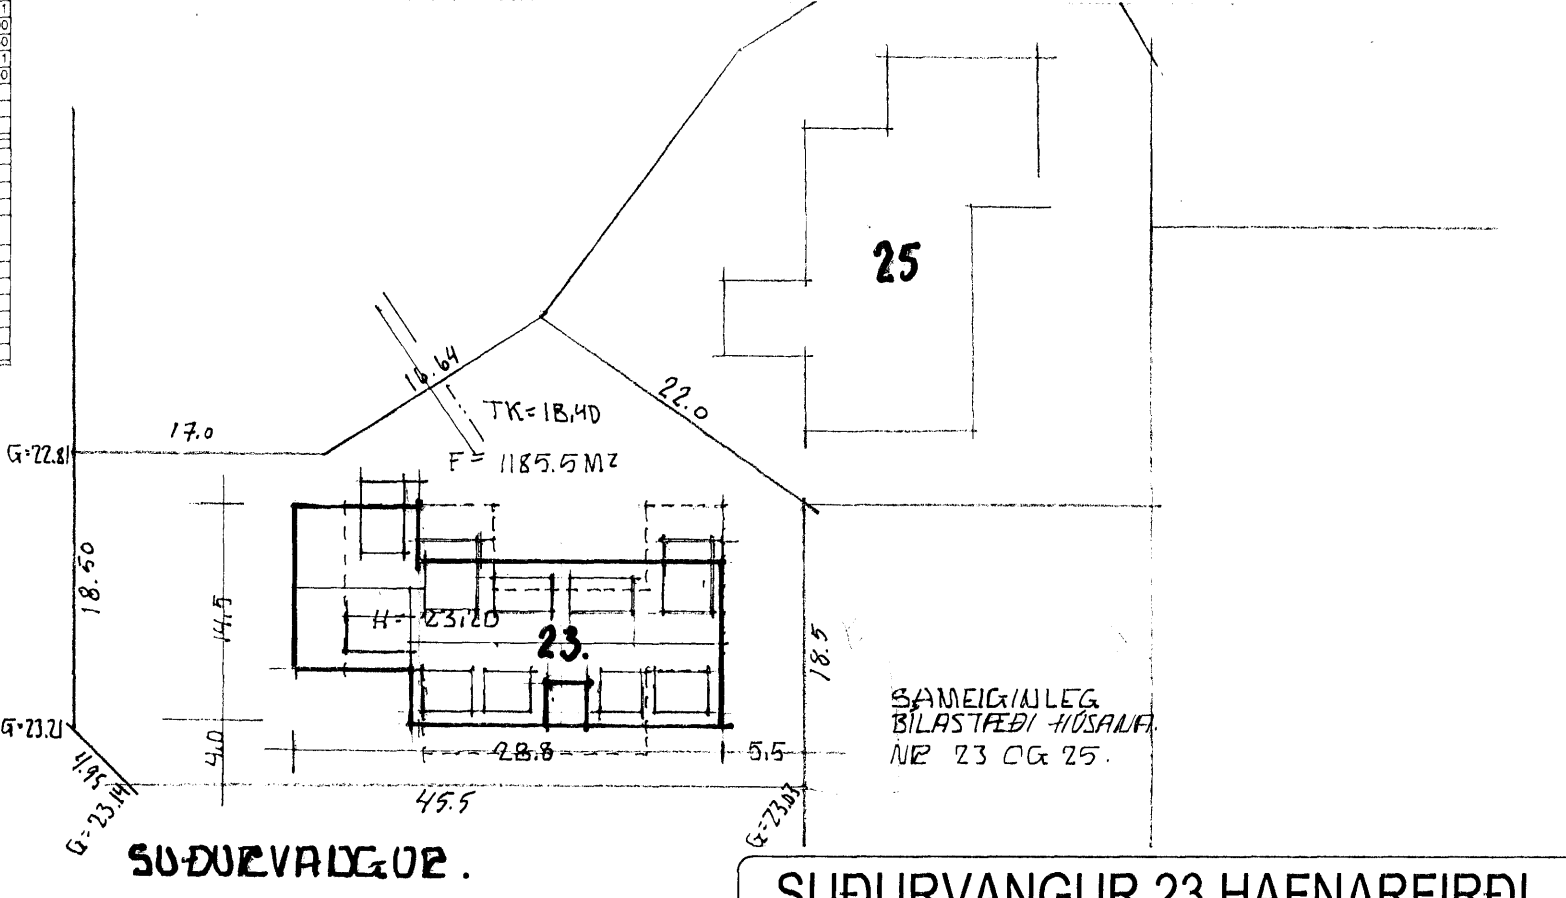 25
16.64
22.0
TK=18,40
17.0
G=22.81
F= 1185.5 M2
18.50
14,5
H= 23,20
23.
18.5
SAMEIGINLEG
BÍLASTÆÐI HÚSANA
NR 23 OG 25.
G=23.21
4.0
28.8
5,5
4.95
45.5
G=23.14
G=23.03
SUÐURVANGUR.
SUÐURVANGUR 23 HAFNARFIRÐI